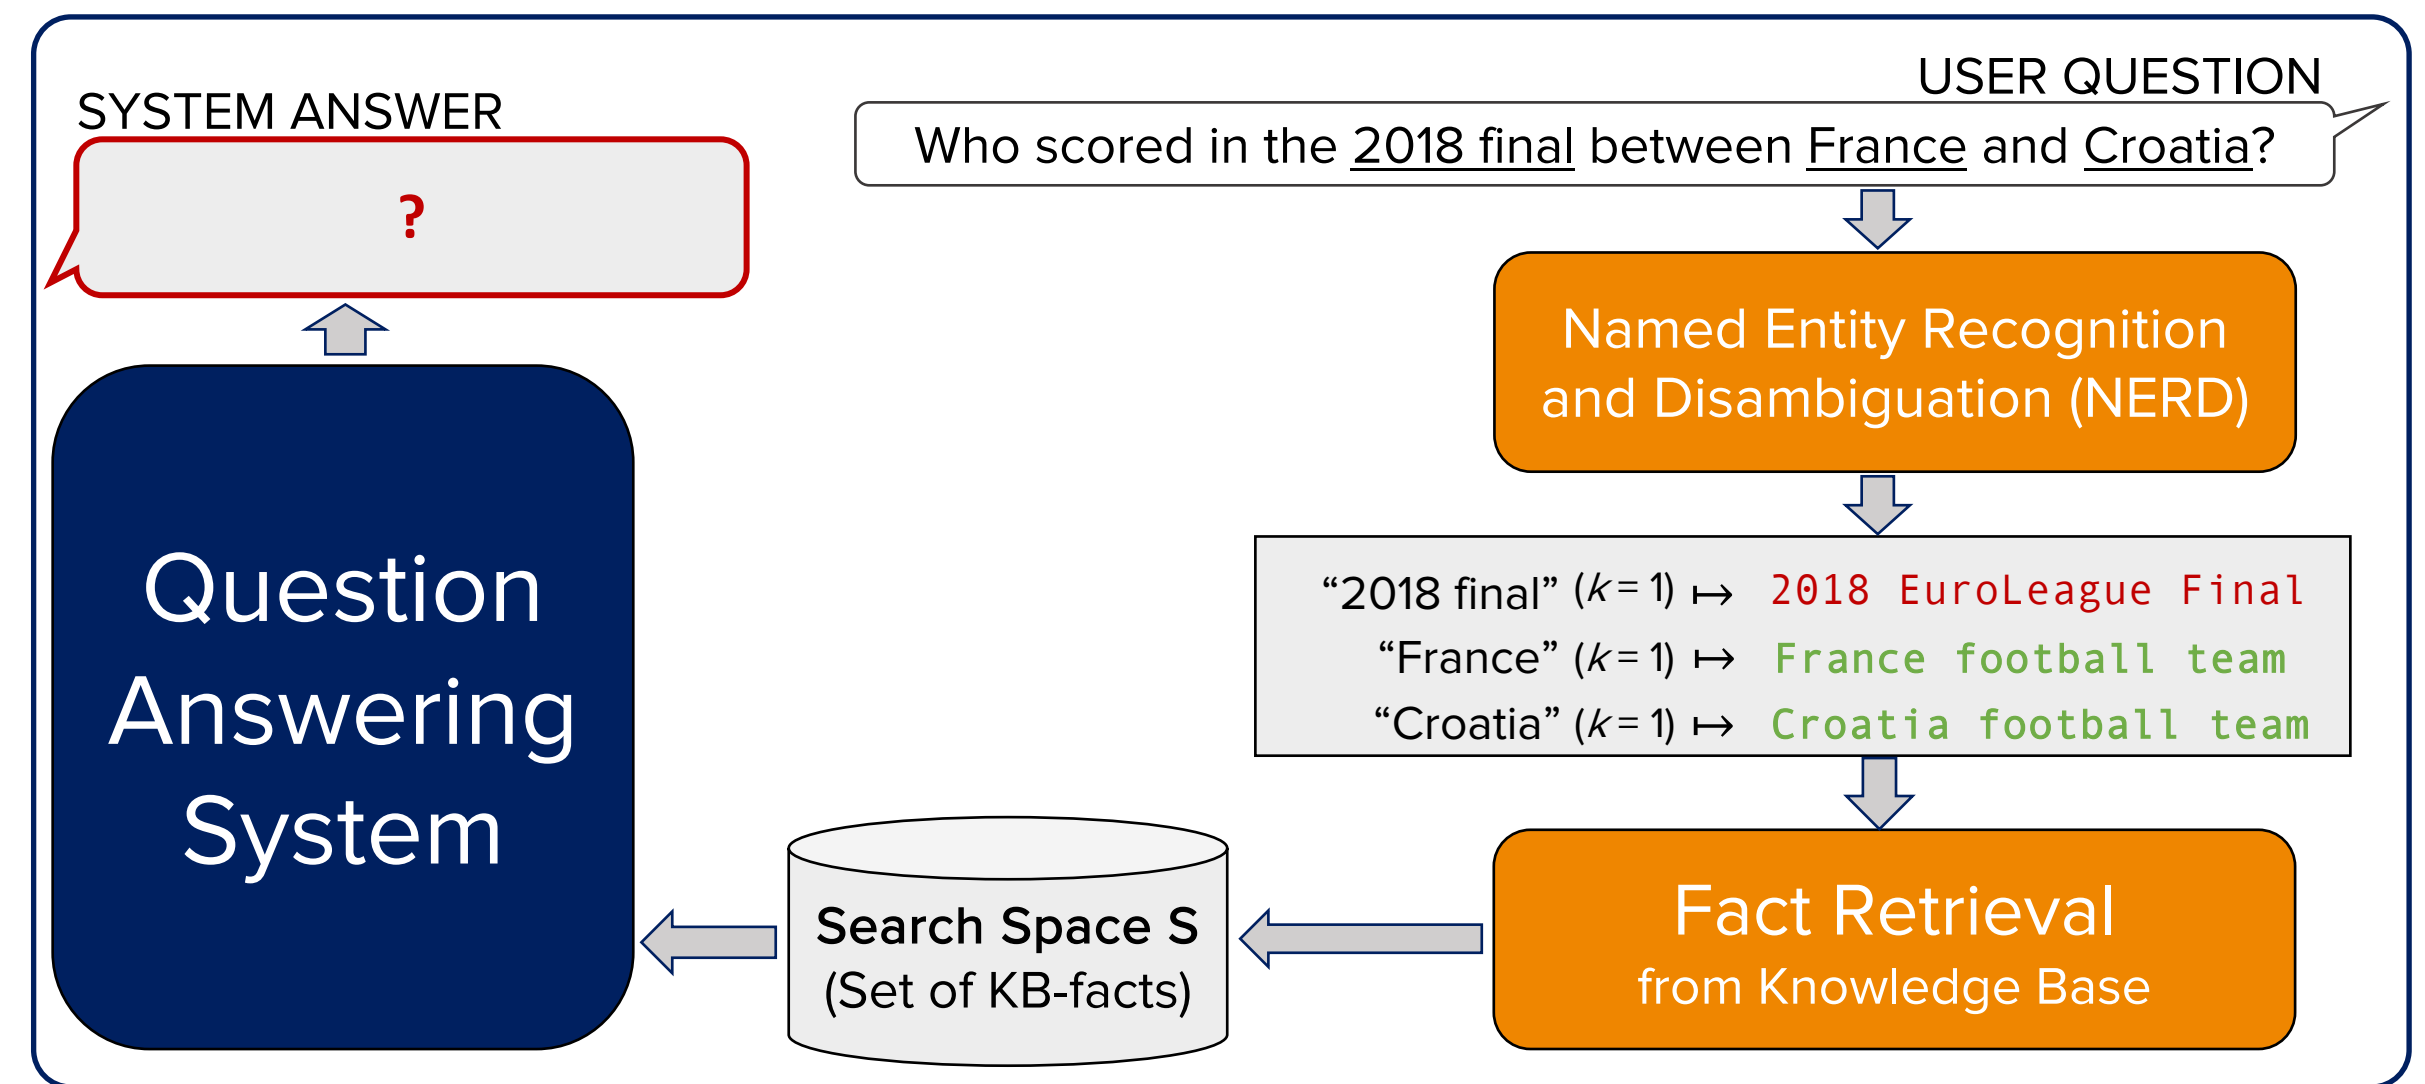 USER QUESTION
Who scored in the 2018 final between France and Croatia?
SYSTEM ANSWER
?
Named Entity Recognition
and Disambiguation (NERD)
“2018 final” (k = 1) ↦ 2018 EuroLeague Final
“France” (k = 1) ↦ France football team
“Croatia” (k = 1) ↦ Croatia football team
Fact Retrieval
from Knowledge Base
Search Space S
(Set of KB-facts)
Question
Answering
System